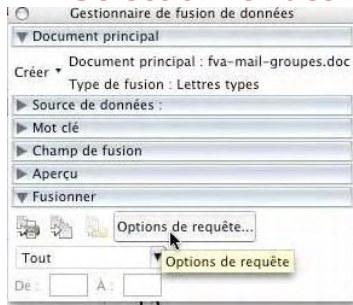 Gestionnaire de fusion de données
Document principal
Créer Document principal : fva-mail-groupes.doc
Type de fusion : Lettres types
Source de données :
Mot clé
Champ de fusion
Aperçu
Fusionner
Options de requête...
Tout
Options de requête
De : À :